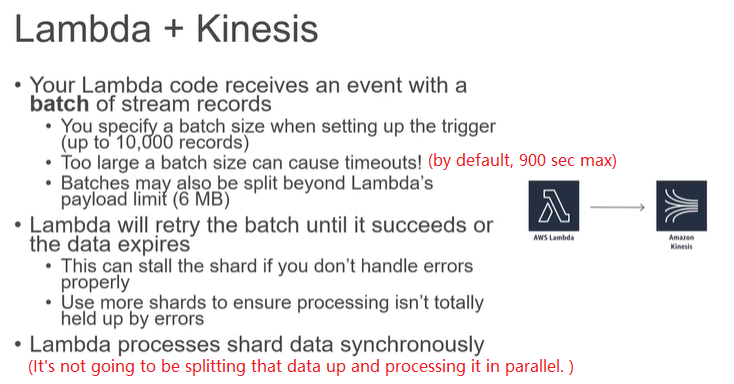 Lambda + Kinesis
• Your Lambda code receives an event with a
batch of stream records
• You specify a batch size when setting up the trigger
(up to 10,000 records)
• Too large a batch size can cause timeouts! (by default, 900 sec max)
• Batches may also be split beyond Lambda's
payload limit (6 MB)
• Lambda will retry the batch until it succeeds or
the data expires
• This can stall the shard if you don't handle errors
properly
• Use more shards to ensure processing isn't totally
held up by errors
• Lambda processes shard data synchronously
(It's not going to be splitting that data up and processing it in parallel. )
AWS Lambda
Amazon
Kinesis